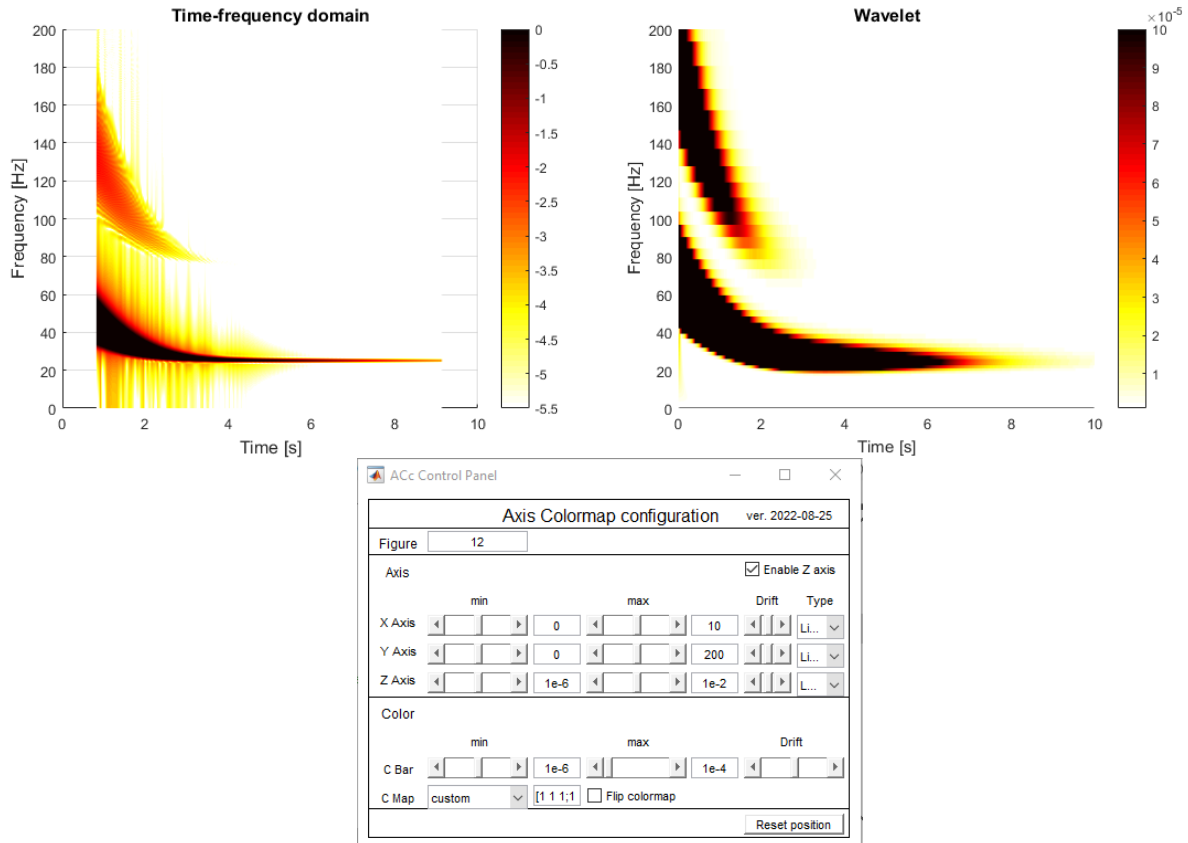 Time-frequency domain
200
180
160
140
120
100
80
60
40
20
0
Frequency [Hz]
0 2 4 6 8 10
Time [s]
0
-0.5
-1
-1.5
-2
-2.5
-3
-3.5
-4
-4.5
-5
-5.5
Wavelet
200
180
160
140
120
100
80
60
40
20
0
Frequency [Hz]
0 2 4 6 8 10
Time [s]
×10-5
10
9
8
7
6
5
4
3
2
1
ACc Control Panel
Axis Colormap configuration ver. 2022-08-25
Figure 12
Axis Enable Z axis
min max Drift Type
X Axis 0 10 Li...
Y Axis 0 200 Li...
Z Axis 1e-6 1e-2 L...
Color
min max Drift
C Bar 1e-6 1e-4
C Map custom [1 1 1;1 Flip colormap
Reset position